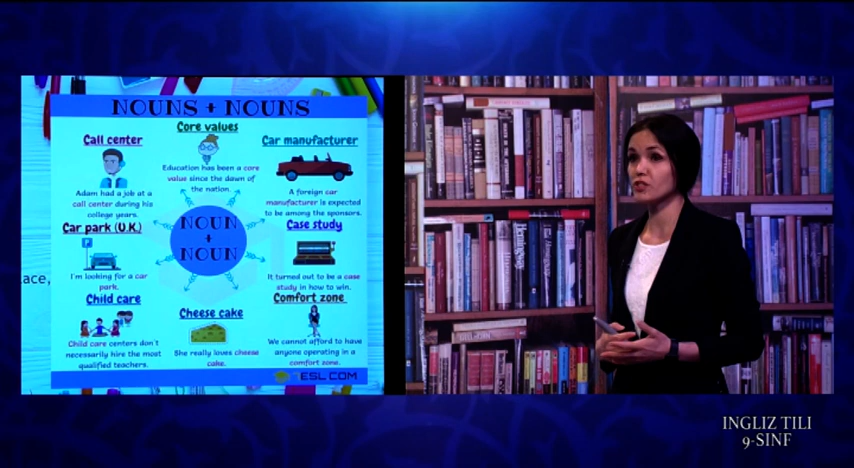 NOUNS + NOUNS
Call center
Adam had a job at a
call center during his
college years.
Core values
Education has been a core
value since the dawn of
the nation.
Car manufacturer
A foreign car
manufacturer is expected
to be among the sponsors.
Car park (U.K.)
P
I'm looking for a car
park.
NOUN
+
NOUN
Case study
It turned out to be a case
study in how to win.
Child care
Child care centers don't
necessarily hire the most
qualified teachers.
Cheese cake
She really loves cheese
cake.
Comfort zone
We cannot afford to have
anyone operating in a
comfort zone.
ESL.COM
ace,
Hemingway
INGLIZ TILI
9-SINF